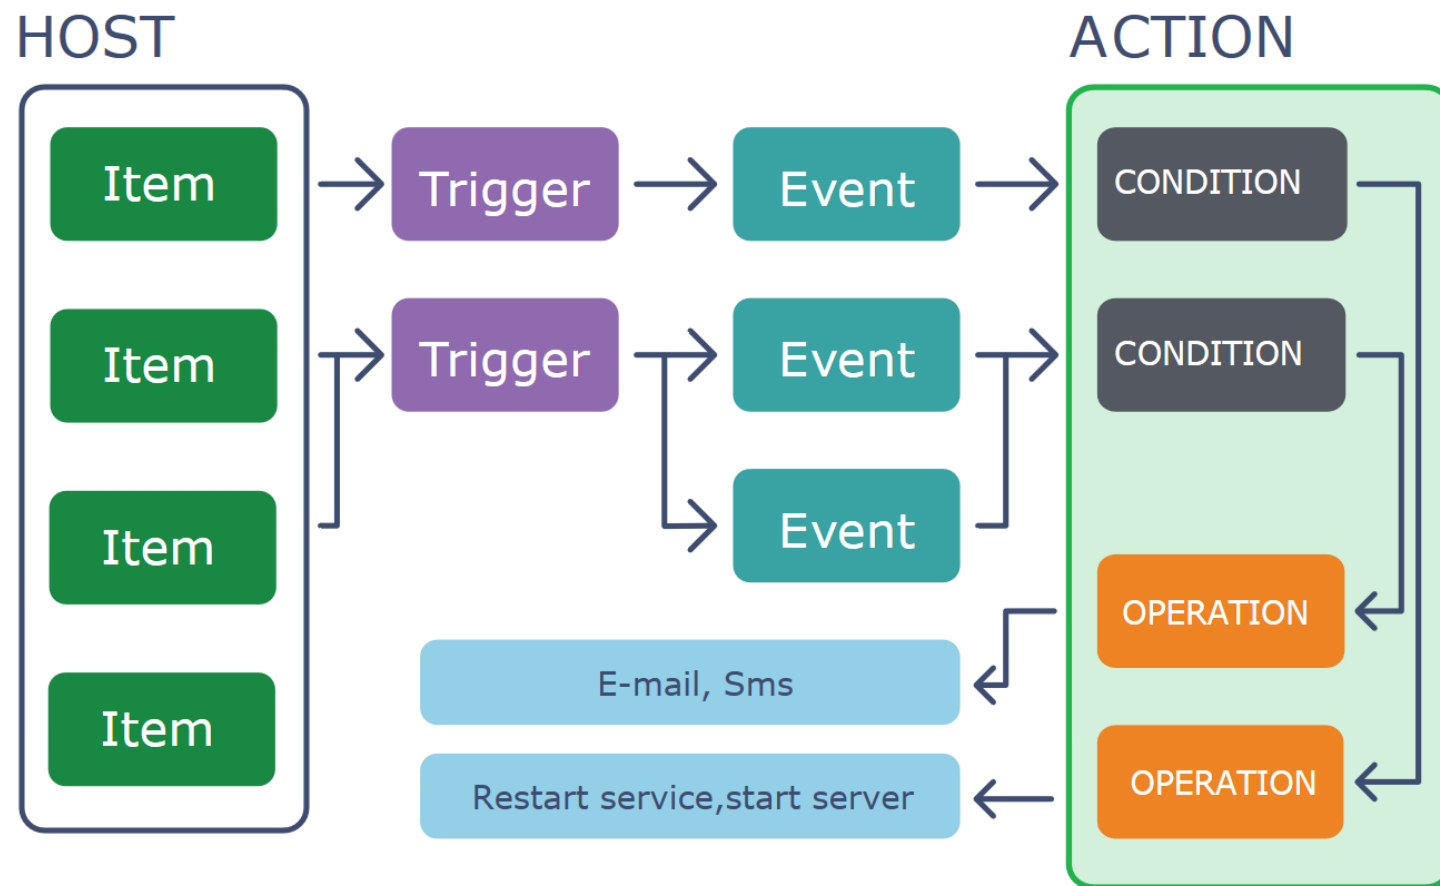 HOST
ACTION
Item
Trigger
Event
CONDITION
Item
Trigger
Event
CONDITION
Item
Event
OPERATION
E-mail, Sms
Item
Restart service,start server
OPERATION